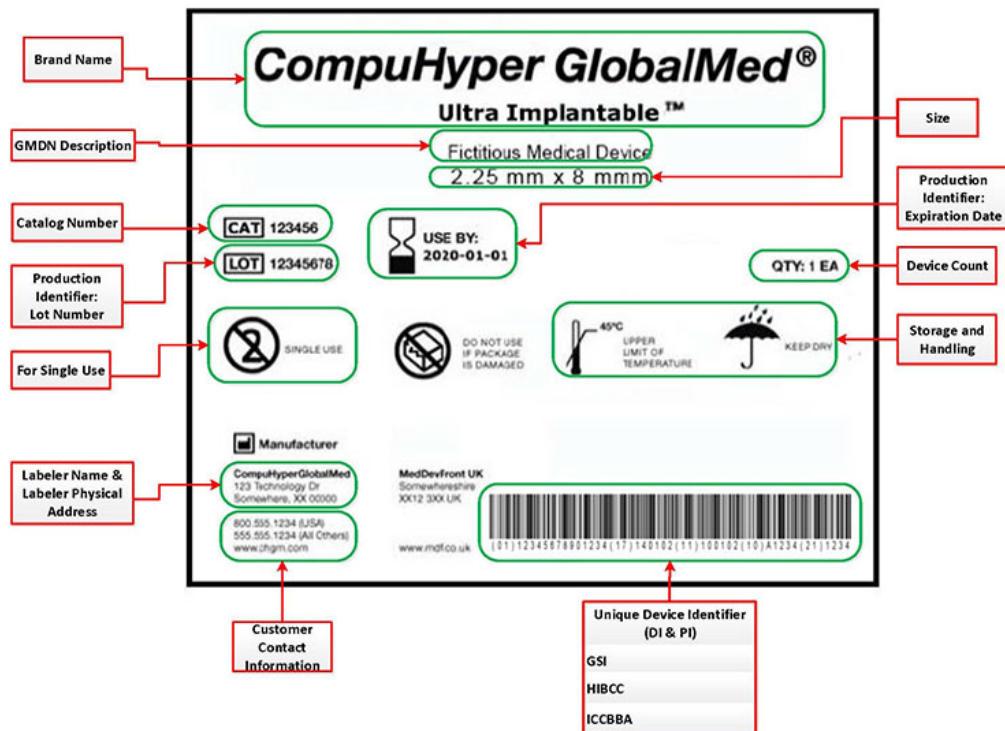 Brand Name
CompuHyper GlobalMed®
Ultra Implantable™
GMDN Description
Fictitious Medical Device
Size
2.25 mm x 8 mmm
Production
Identifier:
Expiration Date
Catalog Number
CAT 123456
USE BY:
2020-01-01
Production
Identifier:
Lot Number
LOT 12345678
QTY: 1 EA
Device Count
For Single Use
2 SINGLE USE
DO NOT USE
IF PACKAGE
IS DAMAGED
45°C
UPPER
LIMIT OF
TEMPERATURE
KEEP DRY
Storage and
Handling
Manufacturer
Labeler Name &
Labeler Physical
Address
CompuHyperGlobalMed
123 Technology Dr
Somewhere, XX 00000
MedDevFront UK
Somewhereshire
XX12 3XX UK
800.555.1234 (USA)
555.555.1234 (All Others)
www.chgm.com
www.mdf.co.uk
(01)12345678901234(17)140102(11)100102(10)A1234(21)1234
Customer
Contact
Information
Unique Device Identifier
(DI & PI)
GSI
HIBCC
ICCBBA